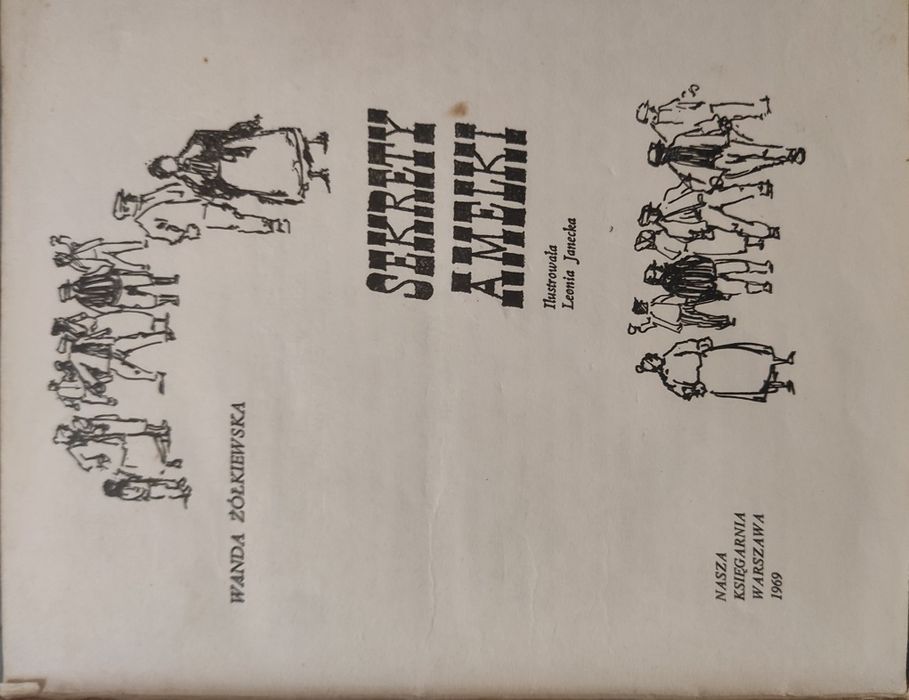 WANDA ŻÓŁKIEWSKA
SEKRETY
AMELKI
Ilustrowała
Leonia Janecka
NASZA
KSIĘGARNIA
WARSZAWA
1969